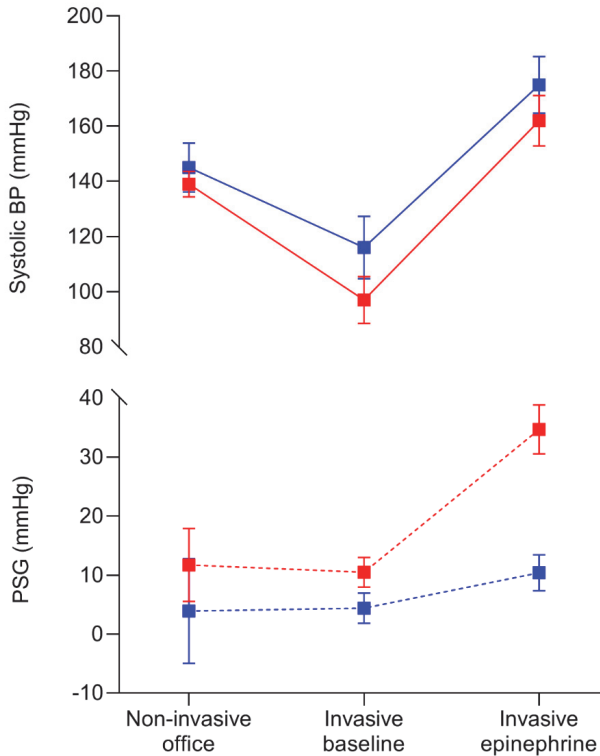 200
180
160
140
120
100
80
Systolic BP (mmHg)
40
30
20
10
0
-10
PSG (mmHg)
Non-invasive
office
Invasive
baseline
Invasive
epinephrine